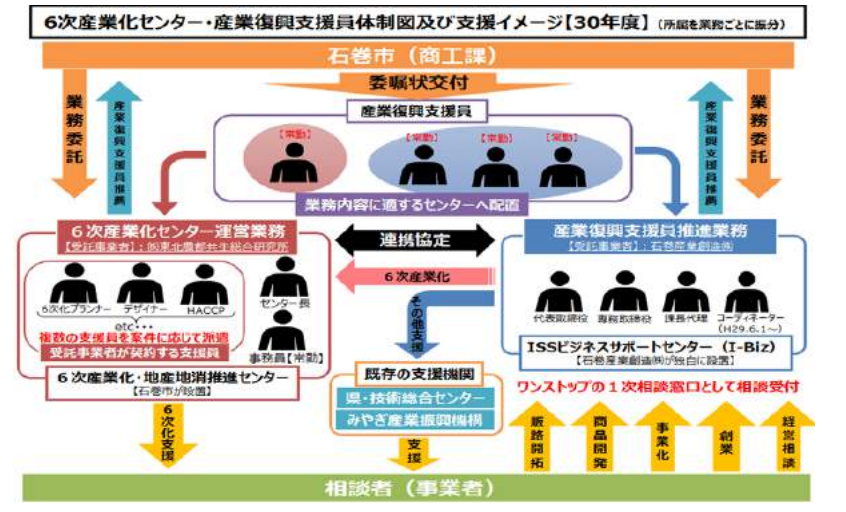 6次産業化センター・産業復興支援員体制図及び支援イメージ【30年度】(所属を業務ごとに振分)
石巻市（商工課）
委嘱状交付
業務委託
産業復興支援員推薦
産業復興支援員
【常勤】
【常勤】
【常勤】
【常勤】
業務内容に適するセンターへ配置
産業復興支援員推薦
業務委託
6次産業化センター運営業務
【受託事業者】：㈱東北農都共生総合研究所
6次化プランナー
デザイナー
HACCP
etc・・・
複数の支援員を案件に応じて派遣
受託事業者が契約する支援員
センター長
事務員【常勤】
6次産業化・地産地消推進センター
【石巻市が設置】
連携協定
6次産業化
その他支援
産業復興支援員推進業務
【受託事業者】：石巻産業創造㈱
代表取締役
専務取締役
課長代理
コーディネーター
(H29.6.1～)
ISSビジネスサポートセンター（I-Biz）
【石巻産業創造㈱が独自に設置】
既存の支援機関
県・技術総合センター
みやぎ産業振興機構
ワンストップの1次相談窓口として相談受付
6次化支援
支援
販路開拓
商品開発
事業化
創業
経営相談
相談者（事業者）